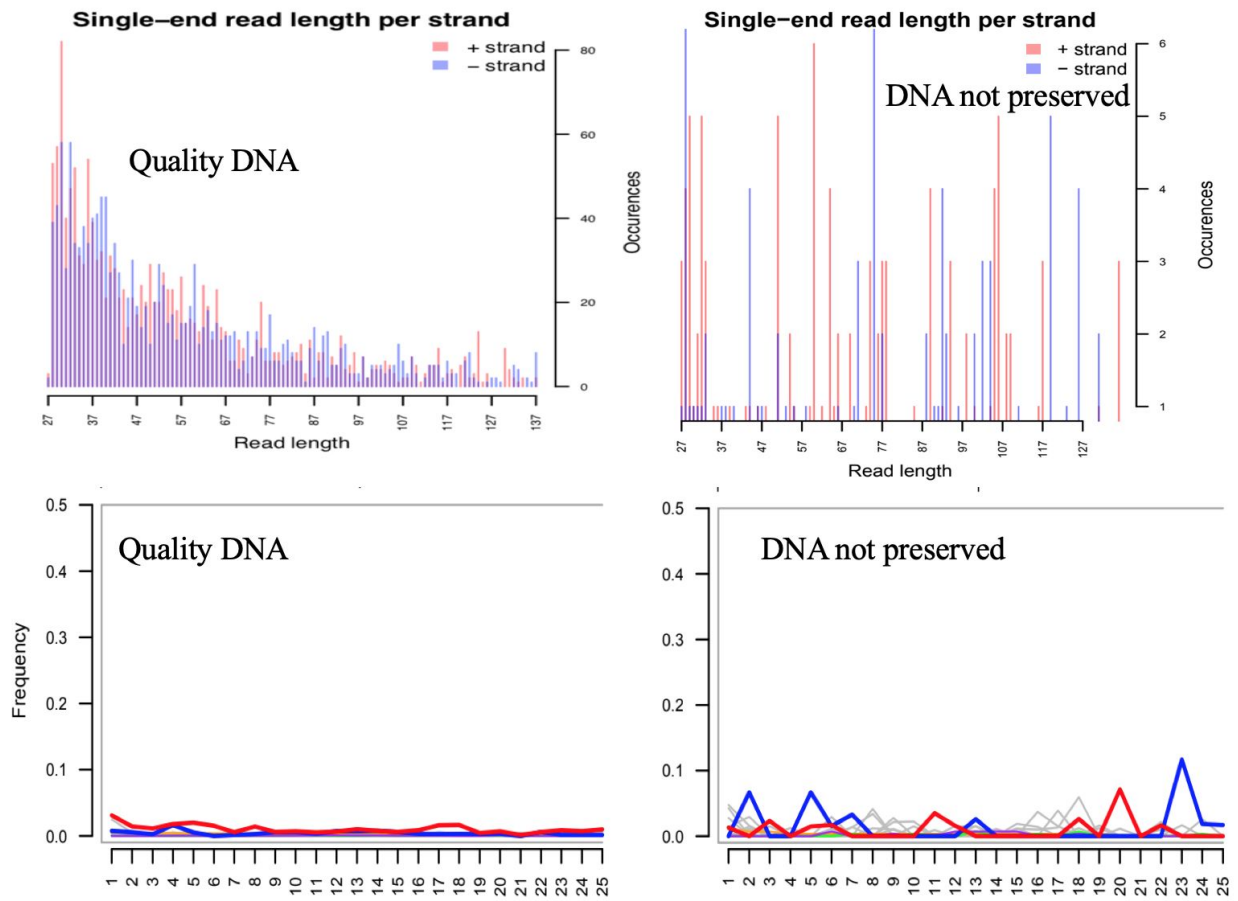 Single–end read length per strand
+ strand
– strand
Quality DNA
80
60
40
20
0
Occurences
27 37 47 57 67 77 87 97 107 117 127 137
Read length
Single–end read length per strand
+ strand
– strand
DNA not preserved
6
5
4
3
2
1
Occurences
27 37 47 57 67 77 87 97 107 117 127
Read length
Quality DNA
0.5
0.4
0.3
0.2
0.1
0.0
Frequency
1 2 3 4 5 6 7 8 9 10 11 12 13 14 15 16 17 18 19 20 21 22 23 24 25
DNA not preserved
0.5
0.4
0.3
0.2
0.1
0.0
1 2 3 4 5 6 7 8 9 10 11 12 13 14 15 16 17 18 19 20 21 22 23 24 25